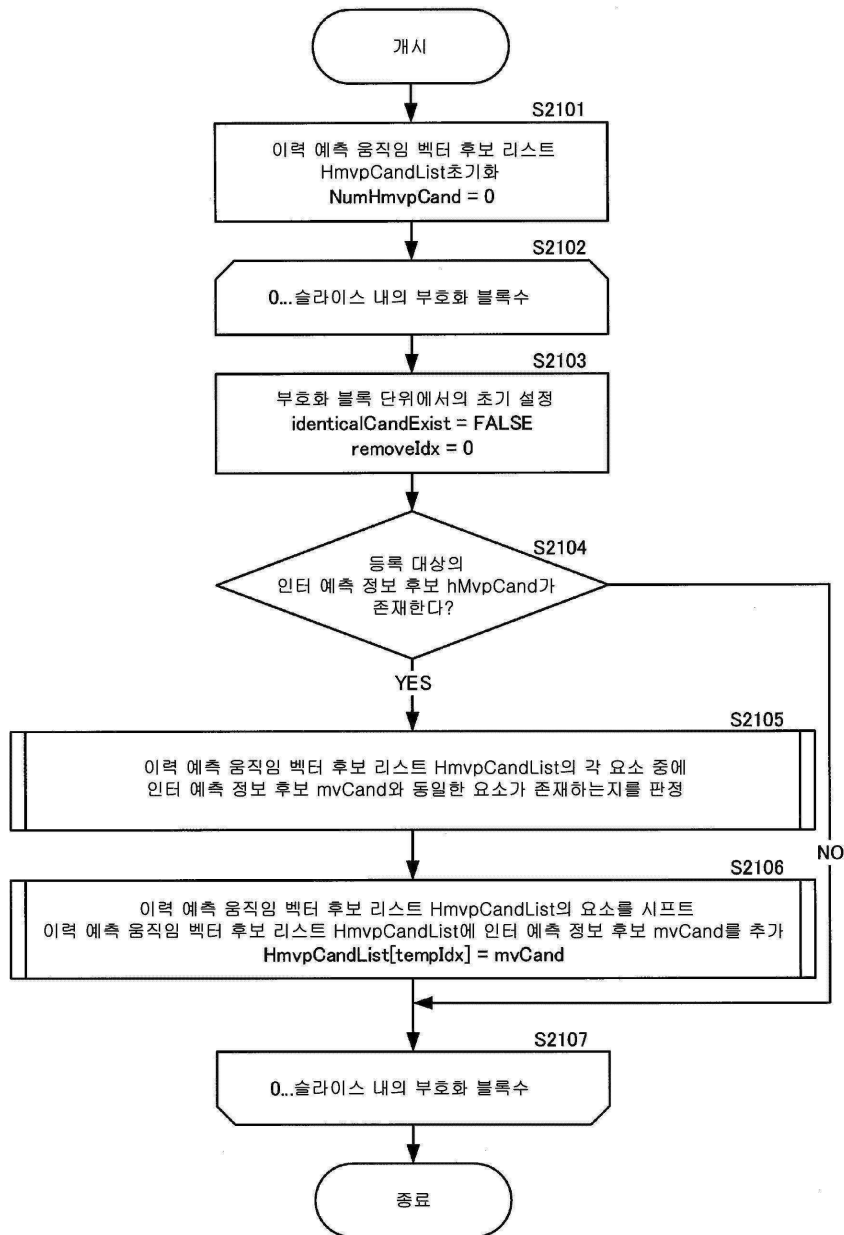 개시
S2101
이력 예측 움직임 벡터 후보 리스트
HmvpCandList초기화
NumHmvpCand = 0
S2102
0...슬라이스 내의 부호화 블록수
S2103
부호화 블록 단위에서의 초기 설정
identicalCandExist = FALSE
removeIdx = 0
S2104
등록 대상의
인터 예측 정보 후보 hMvpCand가
존재한다?
YES
S2105
이력 예측 움직임 벡터 후보 리스트 HmvpCandList의 각 요소 중에
인터 예측 정보 후보 mvCand와 동일한 요소가 존재하는지를 판정
NO
S2106
이력 예측 움직임 벡터 후보 리스트 HmvpCandList의 요소를 시프트
이력 예측 움직임 벡터 후보 리스트 HmvpCandList에 인터 예측 정보 후보 mvCand를 추가
HmvpCandList[tempIdx] = mvCand
S2107
0...슬라이스 내의 부호화 블록수
종료